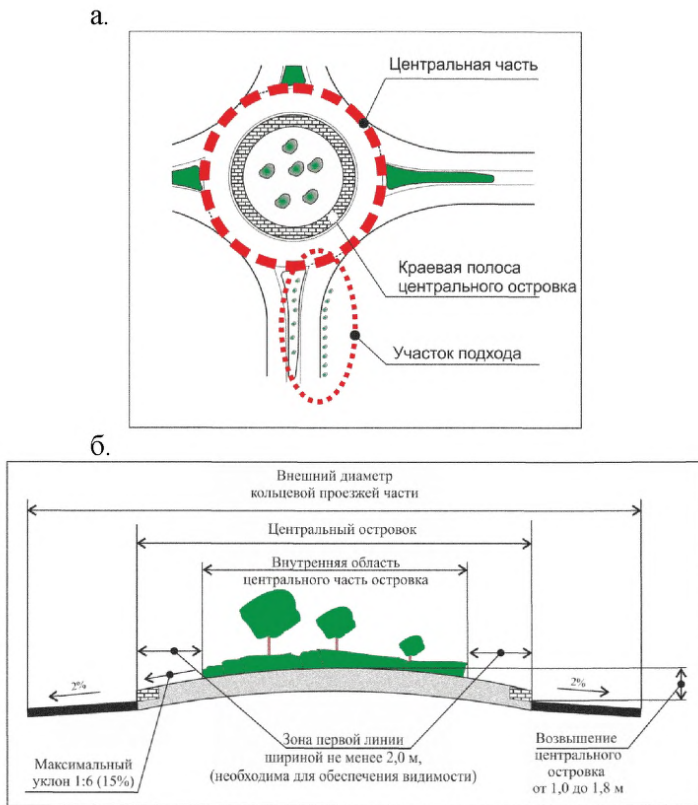 а.
Центральная часть
Краевая полоса
центрального островка
Участок подхода
б.
Внешний диаметр
кольцевой проезжей части
Центральный островок
Внутренняя область
центрального часть островка
2%
2%
Максимальный
уклон 1:6 (15%)
Зона первой линии
шириной не менее 2,0 м,
(необходима для обеспечения видимости)
Возвышение
центрального
островка
от 1,0 до 1,8 м